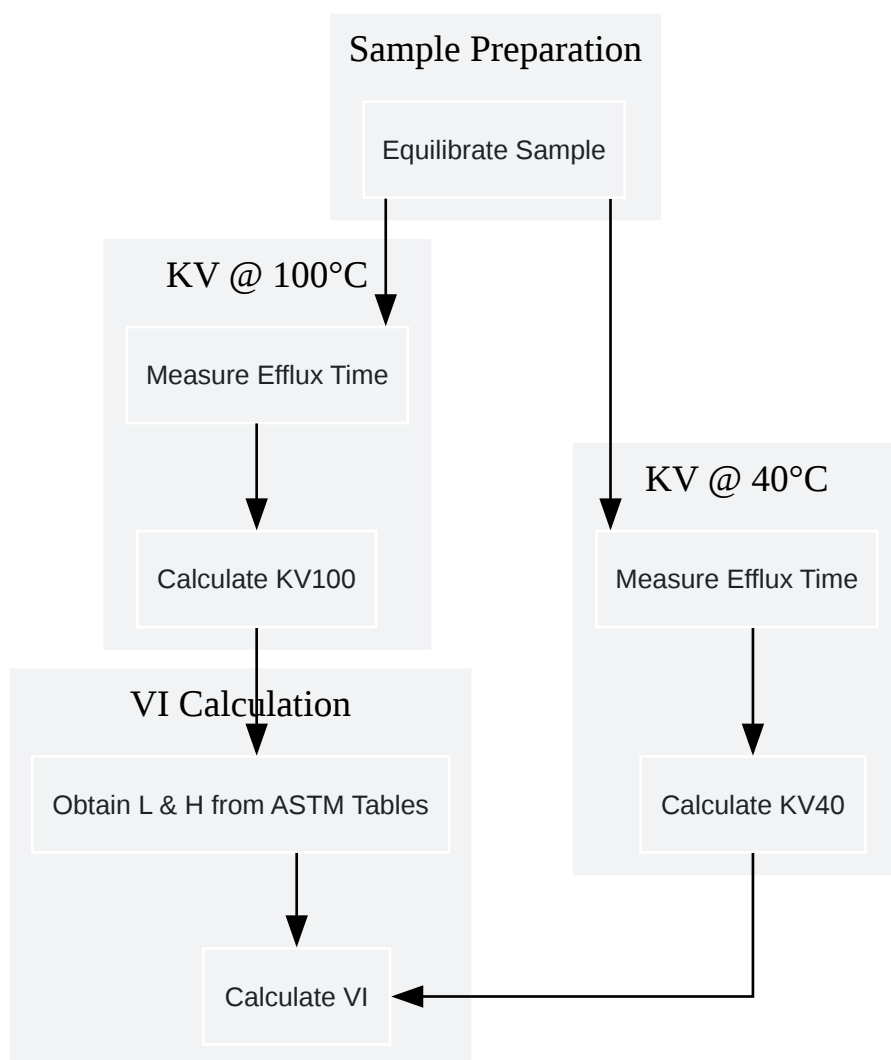 Sample Preparation
Equilibrate Sample
KV @ 100°C
Measure Efflux Time
Calculate KV100
KV @ 40°C
Measure Efflux Time
Calculate KV40
VI Calculation
Obtain L & H from ASTM Tables
Calculate VI